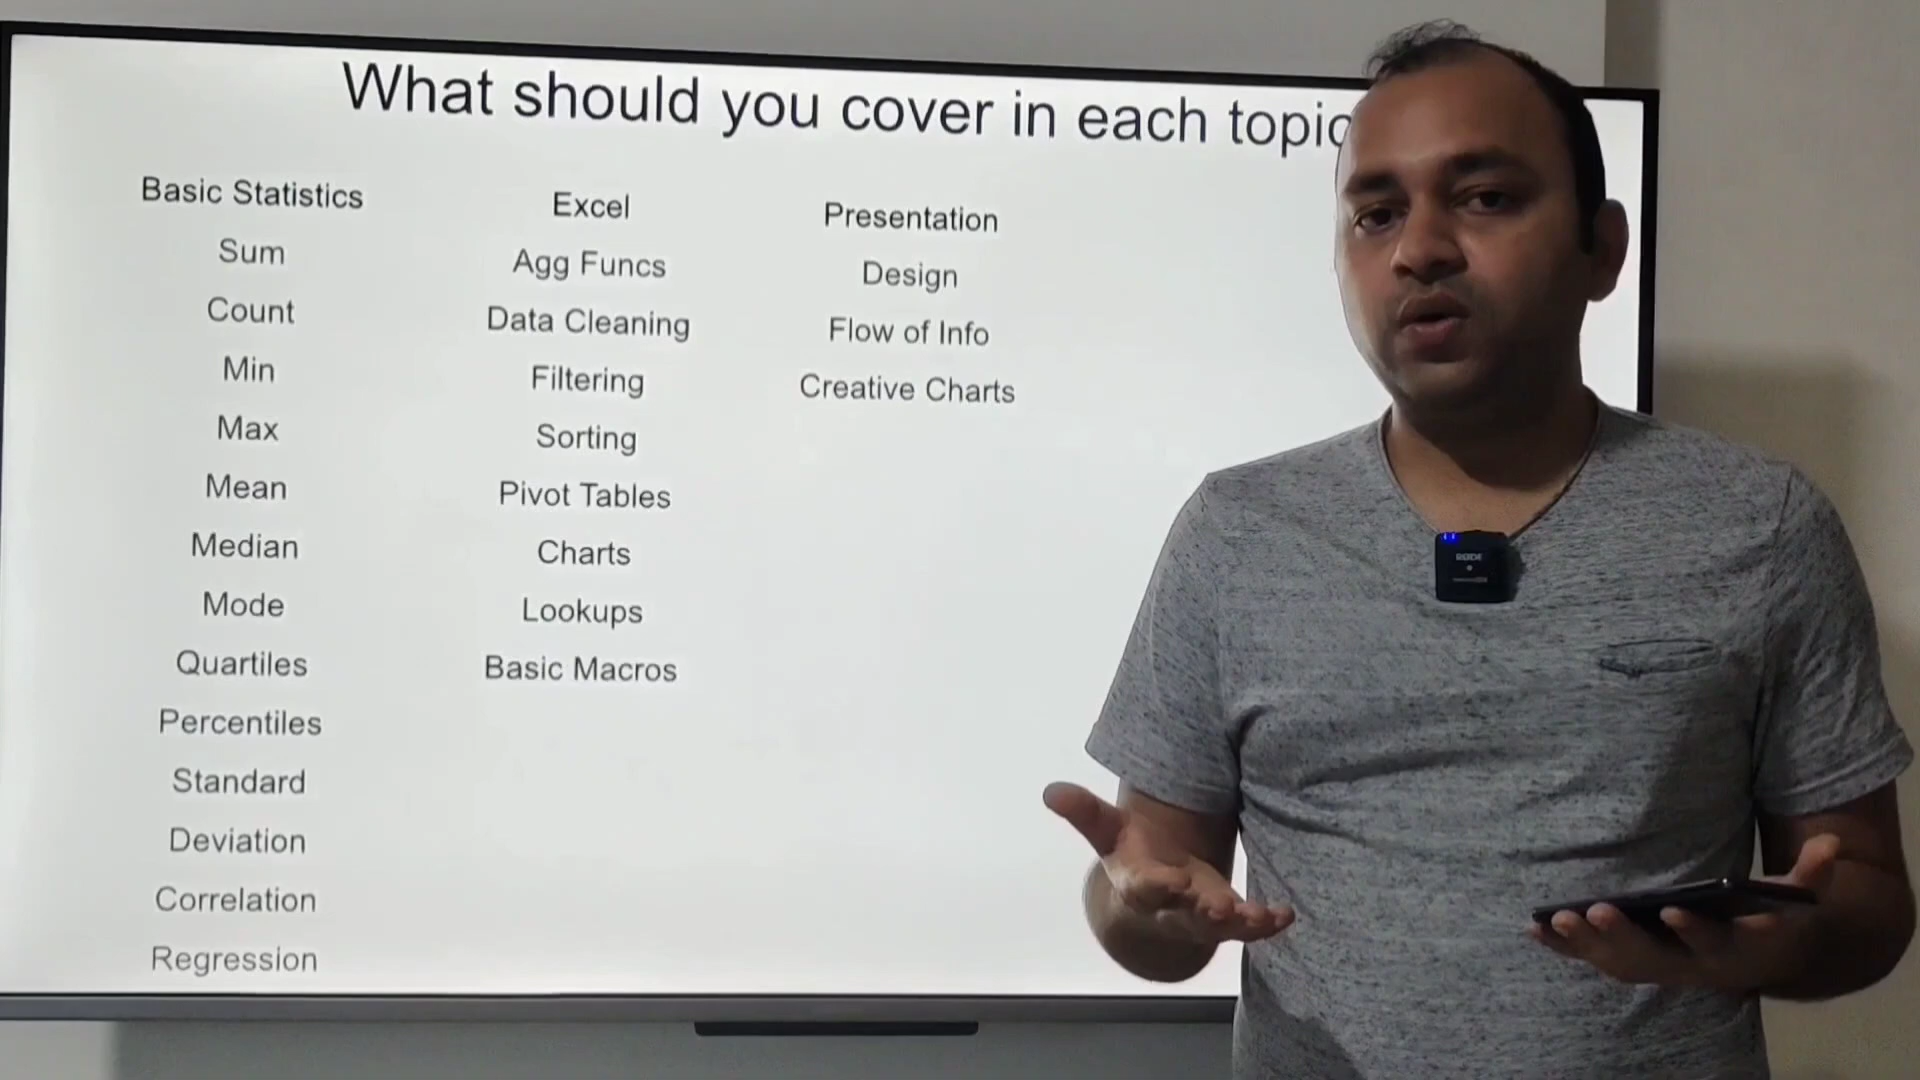 What should you cover in each topic
Basic Statistics
Sum
Count
Min
Max
Mean
Median
Mode
Quartiles
Percentiles
Standard
Deviation
Correlation
Regression
Excel
Agg Funcs
Data Cleaning
Filtering
Sorting
Pivot Tables
Charts
Lookups
Basic Macros
Presentation
Design
Flow of Info
Creative Charts
RØDE